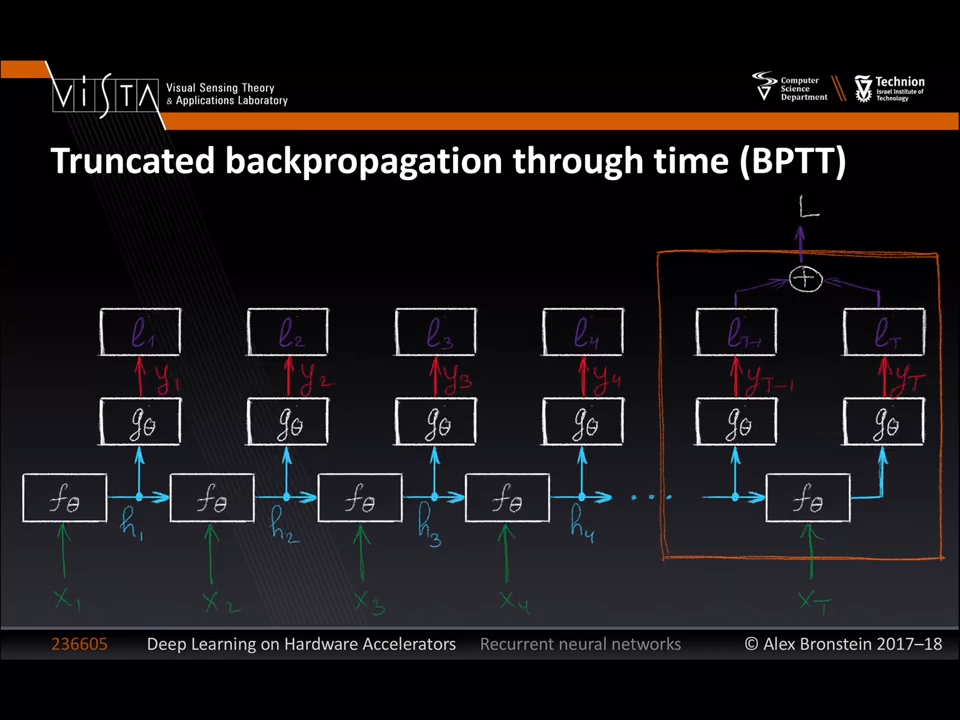 ViSTA Visual Sensing Theory & Applications Laboratory
Computer Science Department
Technion Israel Institute of Technology
Truncated backpropagation through time (BPTT)
L
+
ℓ1 ℓ2 ℓ3 ℓ4 ℓT-1 ℓT
y1 y2 y3 y4 yT-1 yT
gθ gθ gθ gθ gθ gθ
fθ fθ fθ fθ ... fθ
h1 h2 h3 h4
x1 x2 x3 x4 xT
236605 Deep Learning on Hardware Accelerators Recurrent neural networks © Alex Bronstein 2017–18